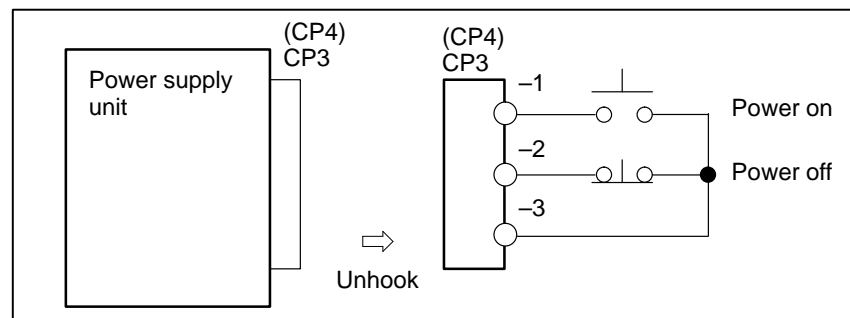 (CP4)
CP3
Power supply
unit
Unhook
(CP4)
CP3
–1
Power on
–2
Power off
–3